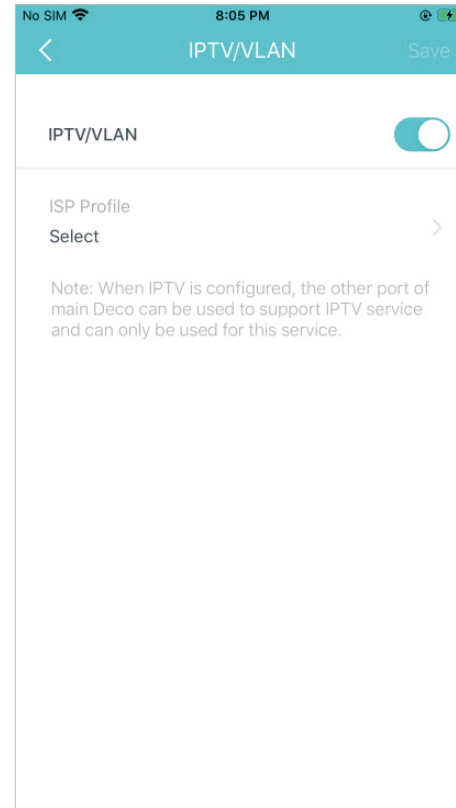 No SIM 8:05 PM
IPTV/VLAN Save
IPTV/VLAN
ISP Profile
Select
Note: When IPTV is configured, the other port of
main Deco can be used to support IPTV service
and can only be used for this service.